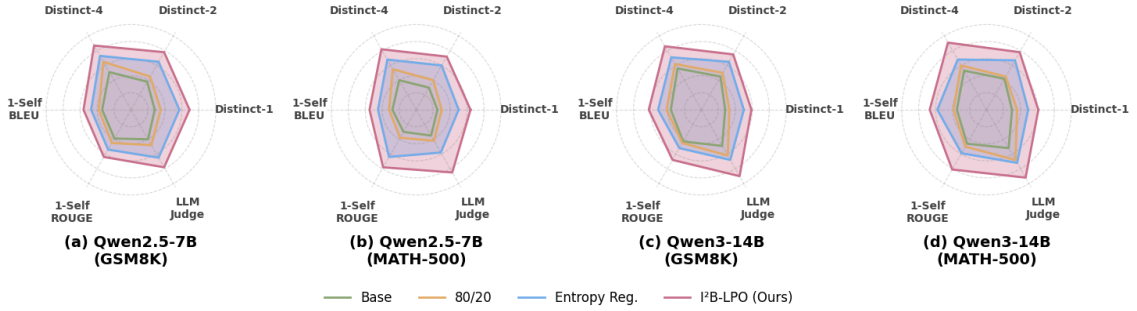 Distinct-4
Distinct-2
1-Self
BLEU
Distinct-1
1-Self
ROUGE
LLM
Judge
(a) Qwen2.5-7B
(GSM8K)
Distinct-4
Distinct-2
1-Self
BLEU
Distinct-1
1-Self
ROUGE
LLM
Judge
(b) Qwen2.5-7B
(MATH-500)
Distinct-4
Distinct-2
1-Self
BLEU
Distinct-1
1-Self
ROUGE
LLM
Judge
(c) Qwen3-14B
(GSM8K)
Distinct-4
Distinct-2
1-Self
BLEU
Distinct-1
1-Self
ROUGE
LLM
Judge
(d) Qwen3-14B
(MATH-500)
Base
80/20
Entropy Reg.
I²B-LPO (Ours)